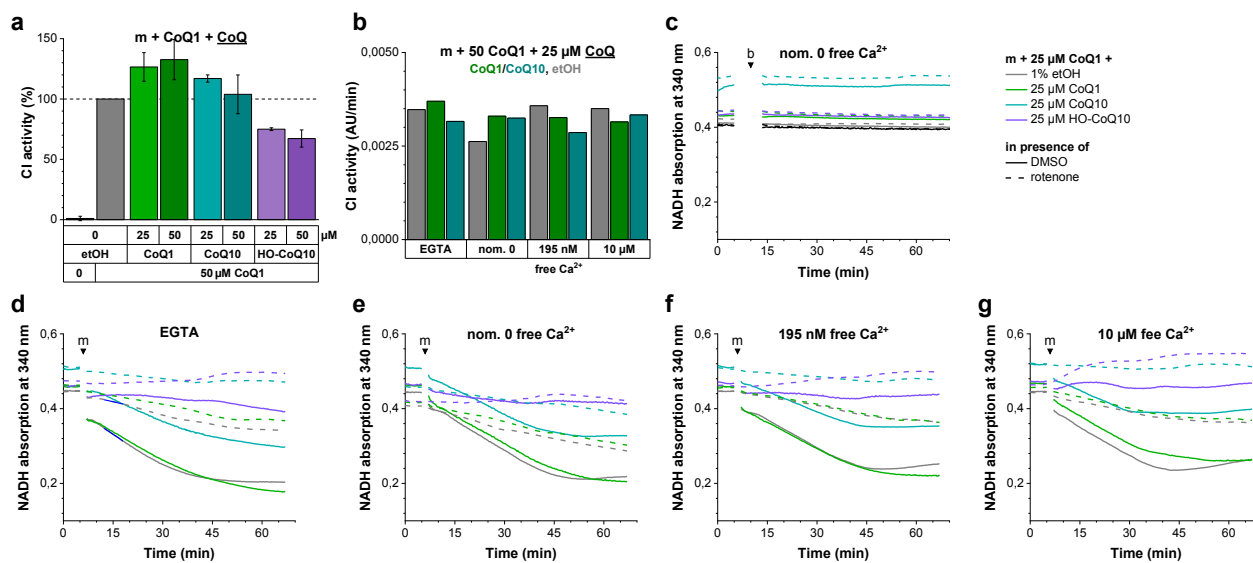 a
m + CoQ1 + CoQ
CI activity (%)
150
100
50
0
0 25 50 25 50 25 50 µM
etOH CoQ1 CoQ10 HO-CoQ10
0 50 µM CoQ1
b
m + 50 CoQ1 + 25 µM CoQ
CoQ1/CoQ10, etOH
CI activity (AU/min)
0,0050
0,0025
0,0000
EGTA nom. 0 195 nM 10 µM
free Ca²⁺
c
nom. 0 free Ca²⁺
b
NADH absorption at 340 nm
0,6
0,4
0,2
0 15 30 45 60
Time (min)
m + 25 µM CoQ1 +
1% etOH
25 µM CoQ1
25 µM CoQ10
25 µM HO-CoQ10
in presence of
DMSO
rotenone
d
EGTA
m
NADH absorption at 340 nm
0,6
0,4
0,2
0 15 30 45 60
Time (min)
e
nom. 0 free Ca²⁺
m
NADH absorption at 340 nm
0,6
0,4
0,2
0 15 30 45 60
Time (min)
f
195 nM free Ca²⁺
m
NADH absorption at 340 nm
0,6
0,4
0,2
0 15 30 45 60
Time (min)
g
10 µM fee Ca²⁺
m
NADH absorption at 340 nm
0,6
0,4
0,2
0 15 30 45 60
Time (min)